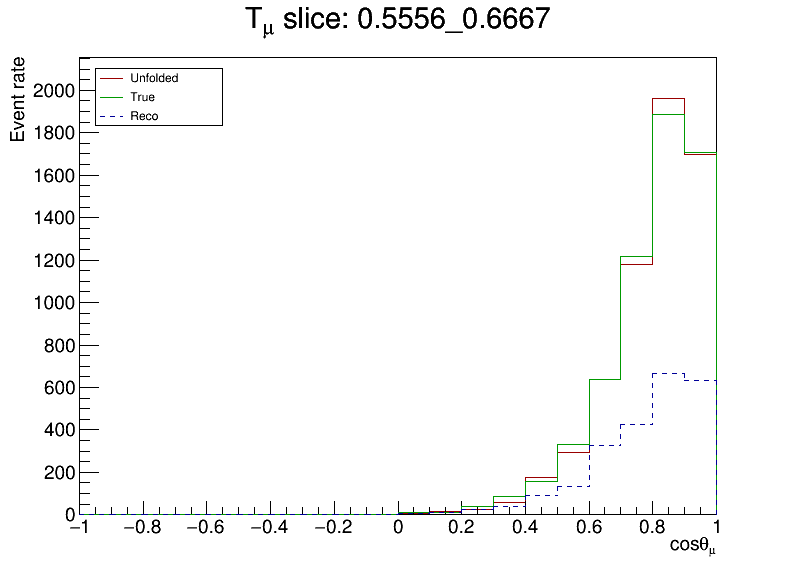 Tμ slice: 0.5556_0.6667
Event rate
Unfolded
True
Reco
2000
1800
1600
1400
1200
1000
800
600
400
200
0
−1 −0.8 −0.6 −0.4 −0.2 0 0.2 0.4 0.6 0.8 1
cosθμ